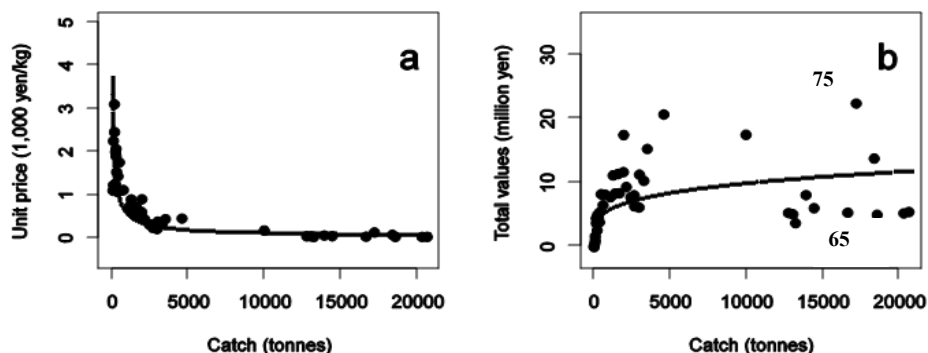 a
Unit price (1,000 yen/kg)
5
4
3
2
1
0
0 5000 10000 15000 20000
Catch (tonnes)
b
Total values (million yen)
30
20
10
0
75
65
0 5000 10000 15000 20000
Catch (tonnes)